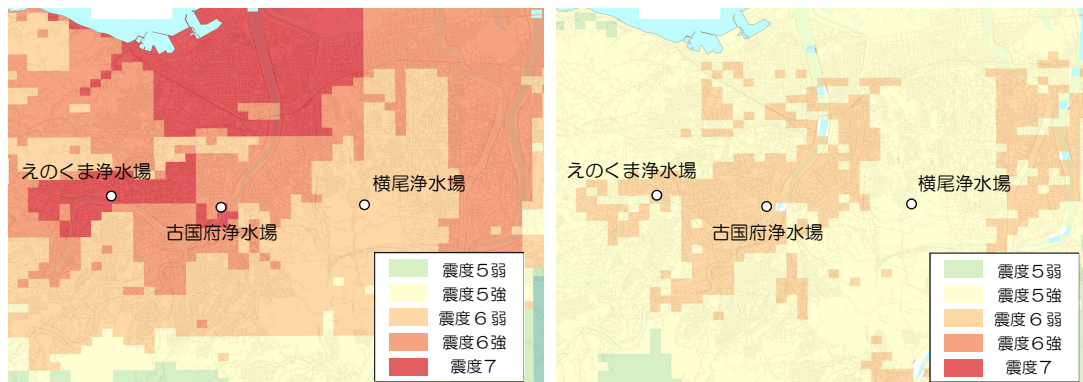 えのくま浄水場
横尾浄水場
古国府浄水場
震度5弱
震度5強
震度6弱
震度6強
震度7
えのくま浄水場
横尾浄水場
古国府浄水場
震度5弱
震度5強
震度6弱
震度6強
震度7